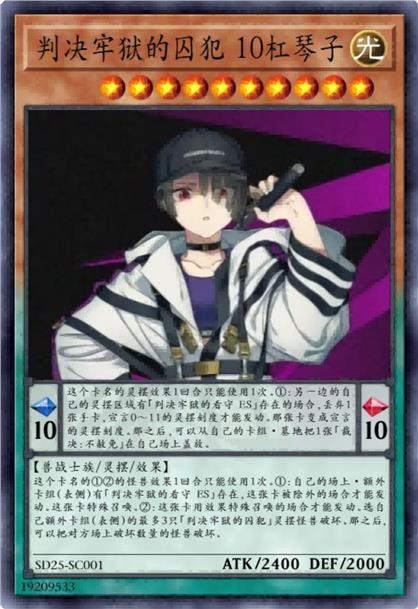 判决牢狱的囚犯 10杠琴子
光
这个卡名的灵摆效果1回合只能使用1次。①：另一边的自
己的灵摆区域有「判决牢狱的看守 ES」存在的场合，丢弃1
张手卡，宣言0～11的灵摆刻度才能发动。那张卡变成宣言
的灵摆刻度。那之后，可以从自己的卡组·墓地把1张「裁
决：不赦免」在自己场上盖放。
10
10
【兽战士族/灵摆/效果】
这个卡名的①②的怪兽效果1回合只能使用1次。①：自己的场上·额外
卡组(表侧)有「判决牢狱的看守 ES」存在，这张卡被除外的场合才能发
动。这张卡特殊召唤。②：这张卡用效果特殊召唤的场合才能发动。选自
己额外卡组(表侧)的最多3只「判决牢狱的囚犯」灵摆怪兽破坏。那之后，
可以把对方场上破坏数量的怪兽破坏。
SD25-SC001
ATK/2400 DEF/2000
19209533